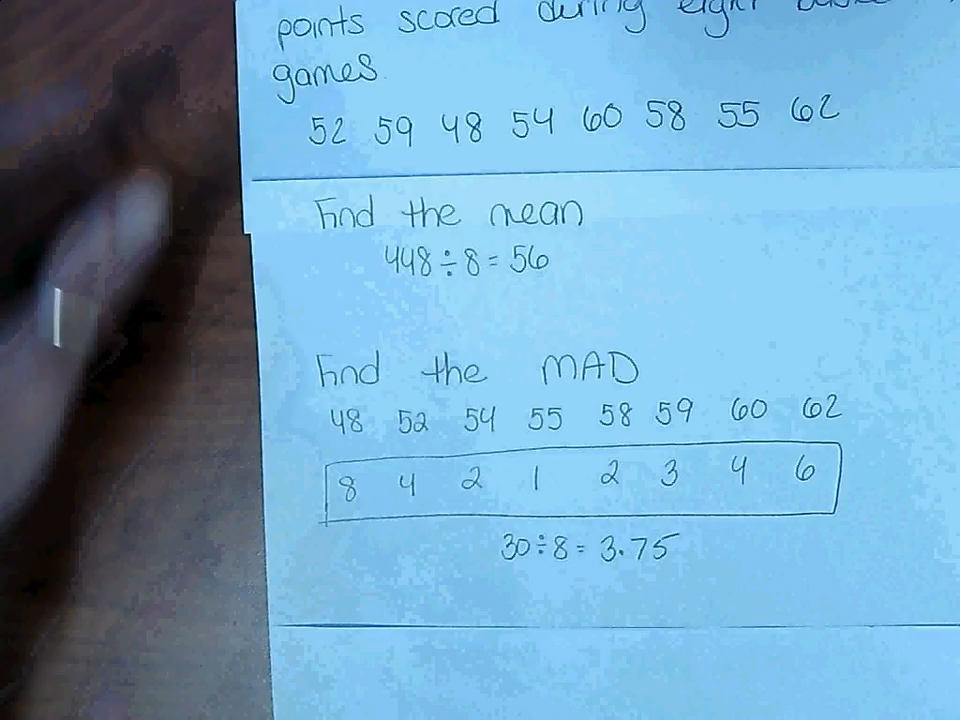 points scored during eight
games
52 59 48 54 60 58 55 62
Find the mean
448 ÷ 8 = 56
Find the MAD
48 52 54 55 58 59 60 62
8 4 2 1 2 3 4 6
30 ÷ 8 = 3.75